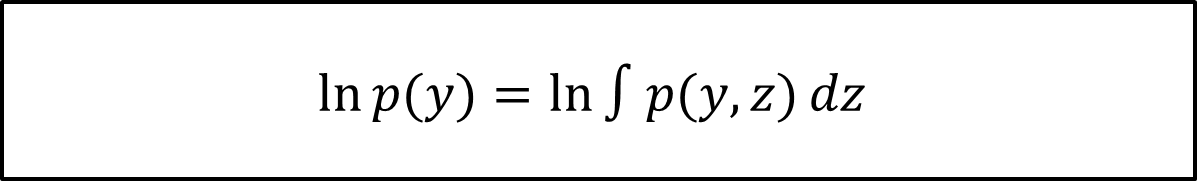 ln p(y) = ln ∫ p(y, z) dz